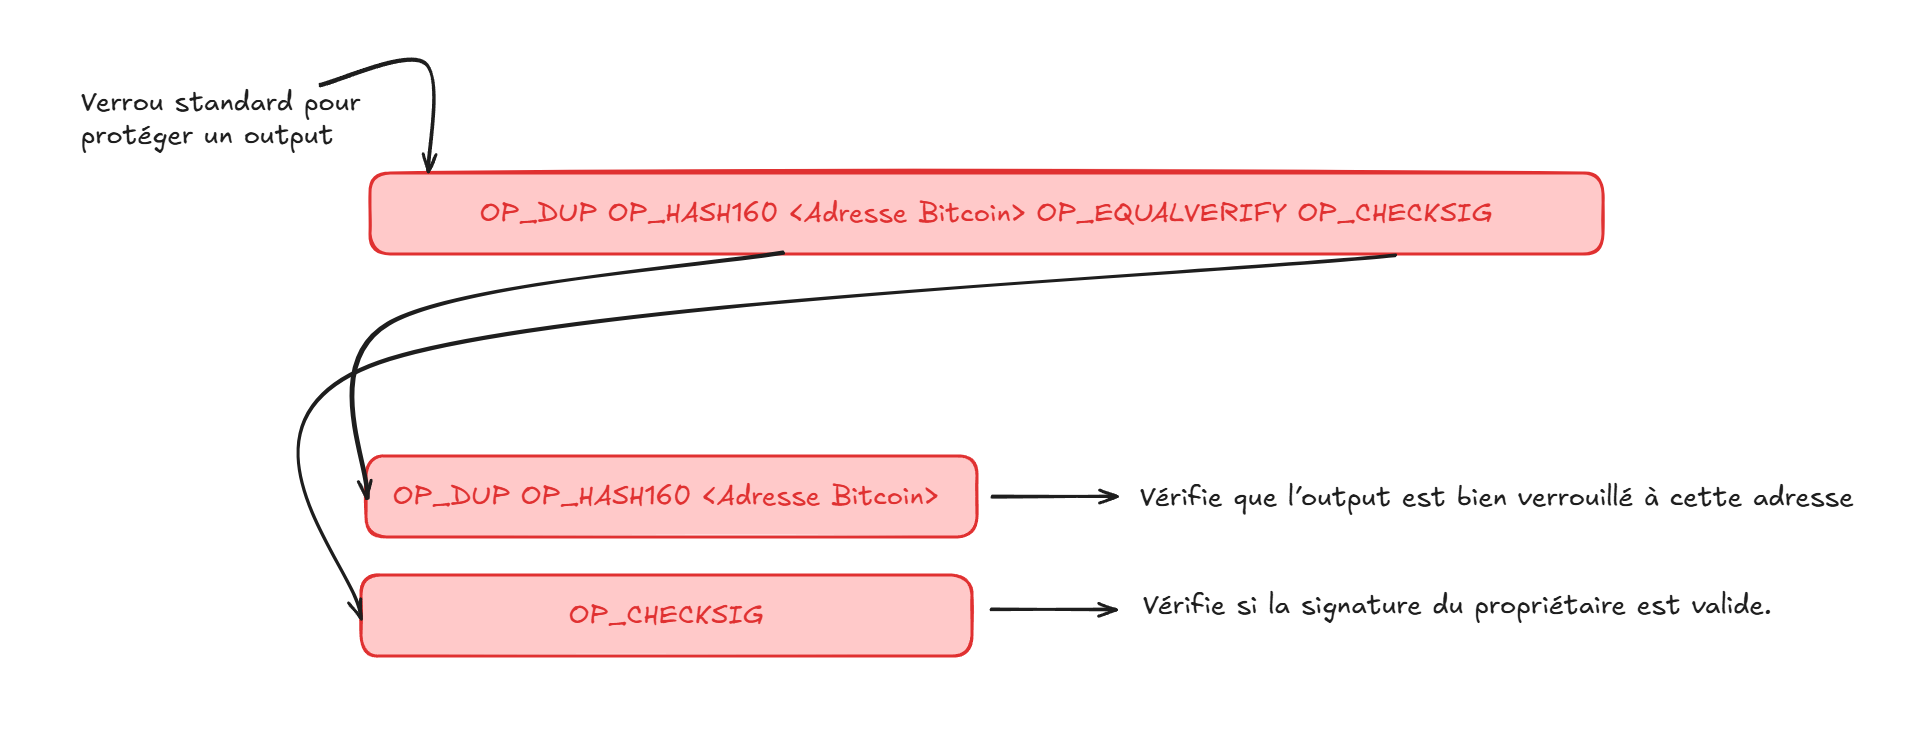 Verrou standard pour
protéger un output
OP_DUP OP_HASH160 <Adresse Bitcoin> OP_EQUALVERIFY OP_CHECKSIG
OP_DUP OP_HASH160 <Adresse Bitcoin>
Vérifie que l'output est bien verrouillé à cette adresse
OP_CHECKSIG
Vérifie si la signature du propriétaire est valide.